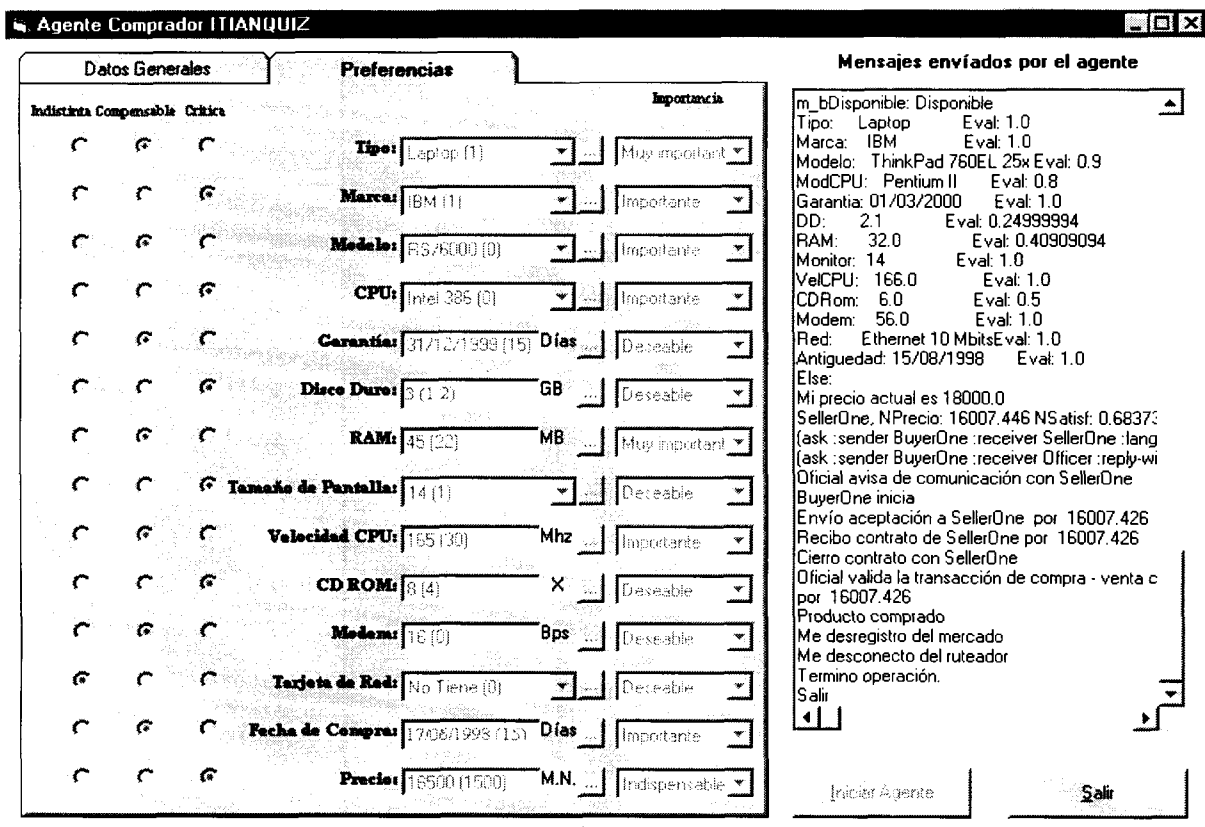 Agente Comprador ITIANQUIZ
Datos Generales
Preferencias
Indistinta Compensable Crítica
Importancia
Tipo: Laptop (1) ... Muy important
Marca: IBM (1) ... Importante
Modelo: RS/6000 (0) ... Importante
CPU: Intel 386 (0) ... Importante
Garantía: 31/12/1999 (15) Días ... Deseable
Disco Duro: 3 (1.2) GB ... Deseable
RAM: 45 (22) MB ... Muy important
Tamaño de Pantalla: 14 (1) ... Deseable
Velocidad CPU: 165 (30) Mhz ... Importante
CD ROM: 8 (4) X ... Deseable
Modem: 16 (0) Bps ... Deseable
Tarjeta de Red: No Tiene (0) ... Deseable
Fecha de Compra: (15) Días ... Importante
Precio: 16500 (1500) M.N. ... Indispensable
Mensajes envíados por el agente
m_bDisponible: Disponible
Tipo: Laptop Eval: 1.0
Marca: IBM Eval: 1.0
Modelo: ThinkPad 760EL 25x Eval: 0.9
ModCPU: Pentium II Eval: 0.8
Garantia: 01/03/2000 Eval: 1.0
DD: 2.1 Eval: 0.24999994
RAM: 32.0 Eval: 0.40909094
Monitor: 14 Eval: 1.0
VelCPU: 166.0 Eval: 1.0
CDRom: 6.0 Eval: 0.5
Modem: 56.0 Eval: 1.0
Red: Ethernet 10 MbitsEval: 1.0
Antiguedad: 15/08/1998 Eval: 1.0
Else:
Mi precio actual es 18000.0
SellerOne, NPrecio: 16007.446 NSatisf: 0.68373
(ask :sender BuyerOne :receiver SellerOne :lang
(ask :sender BuyerOne :receiver Officer :reply-wi
Oficial avisa de comunicación con SellerOne
BuyerOne inicia
Envío aceptación a SellerOne por 16007.426
Recibo contrato de SellerOne por 16007.426
Cierro contrato con SellerOne
Oficial valida la transacción de compra - venta c
por 16007.426
Producto comprado
Me desregistro del mercado
Me desconecto del ruteador
Termino operación.
Salir
Iniciar Agente
Salir